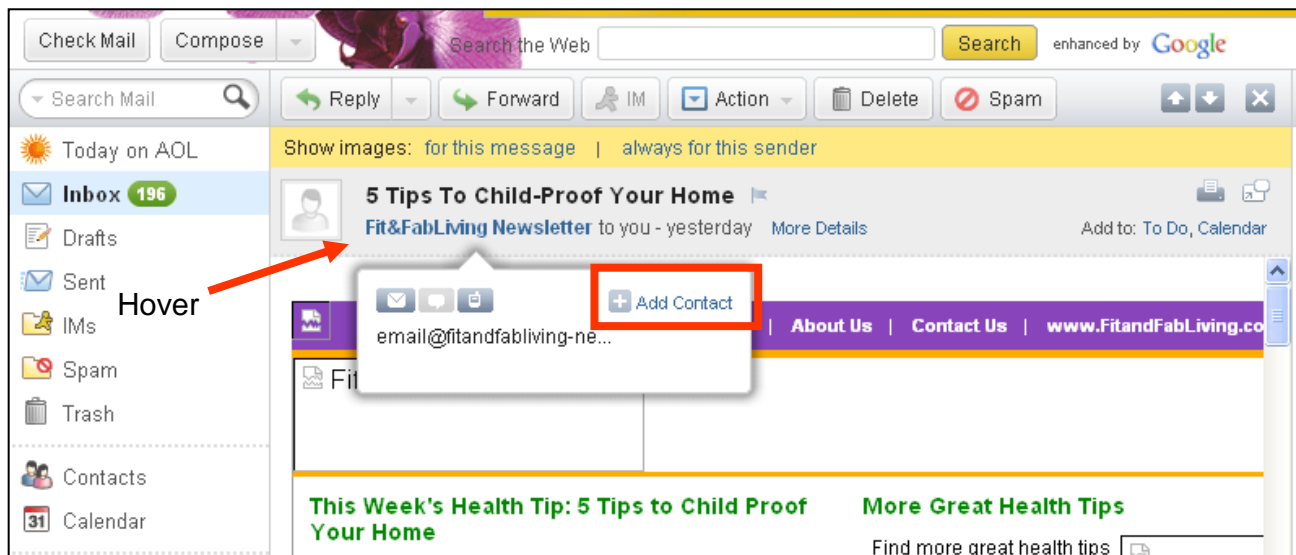 Check Mail Compose Search the Web Search enhanced by Google
Search Mail Reply Forward IM Action Delete Spam
Today on AOL
Inbox 196
Drafts
Sent
IMs
Spam
Trash
Contacts
31 Calendar
Show images: for this message | always for this sender
5 Tips To Child-Proof Your Home
Fit&FabLiving Newsletter to you - yesterday More Details Add to: To Do, Calendar
Hover
Add Contact
email@fitandfabliving-ne...
| About Us | Contact Us | www.FitandFabLiving.co
Fit
This Week's Health Tip: 5 Tips to Child Proof
Your Home
More Great Health Tips
Find more great health tips